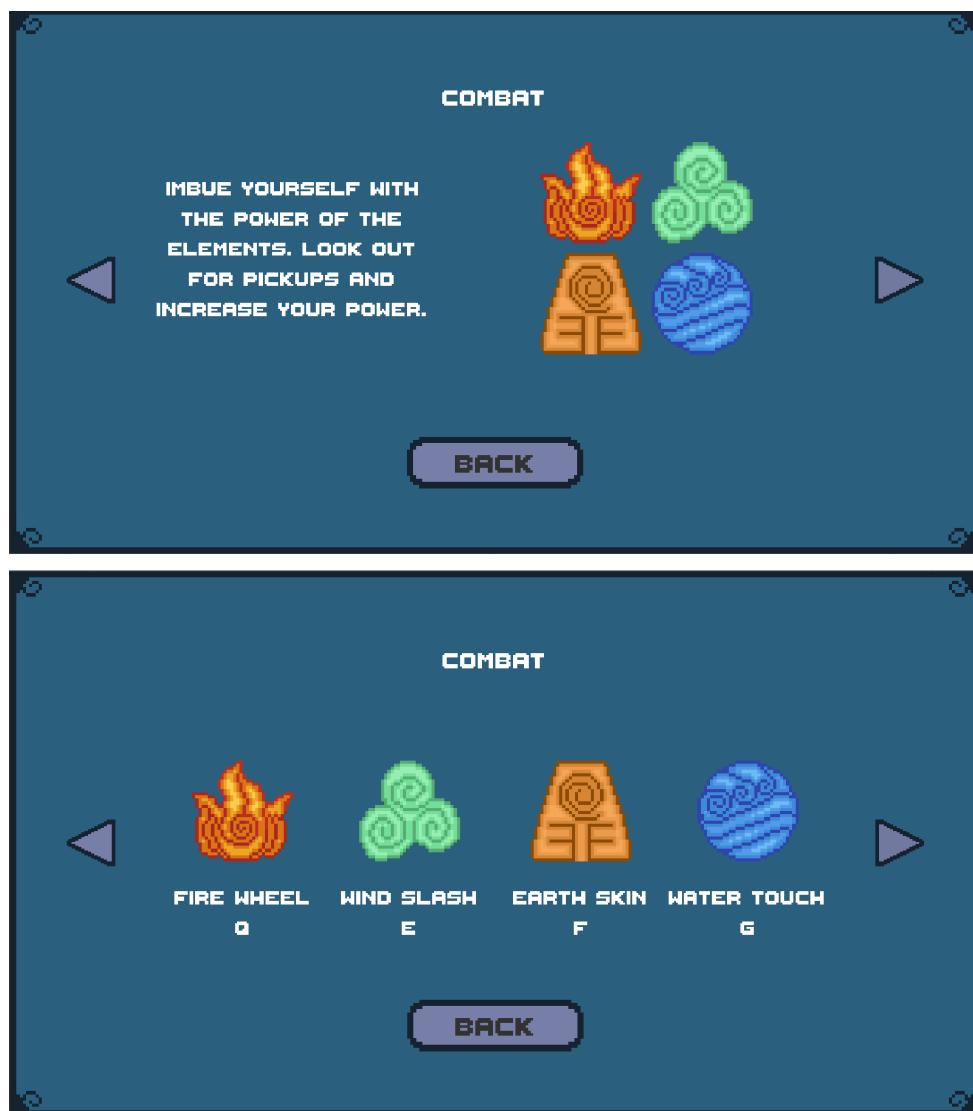 COMBAT
IMBUE YOURSELF WITH
THE POWER OF THE
ELEMENTS. LOOK OUT
FOR PICKUPS AND
INCREASE YOUR POWER.
BACK
COMBAT
FIRE WHEEL WIND SLASH EARTH SKIN WATER TOUCH
Q E F G
BACK